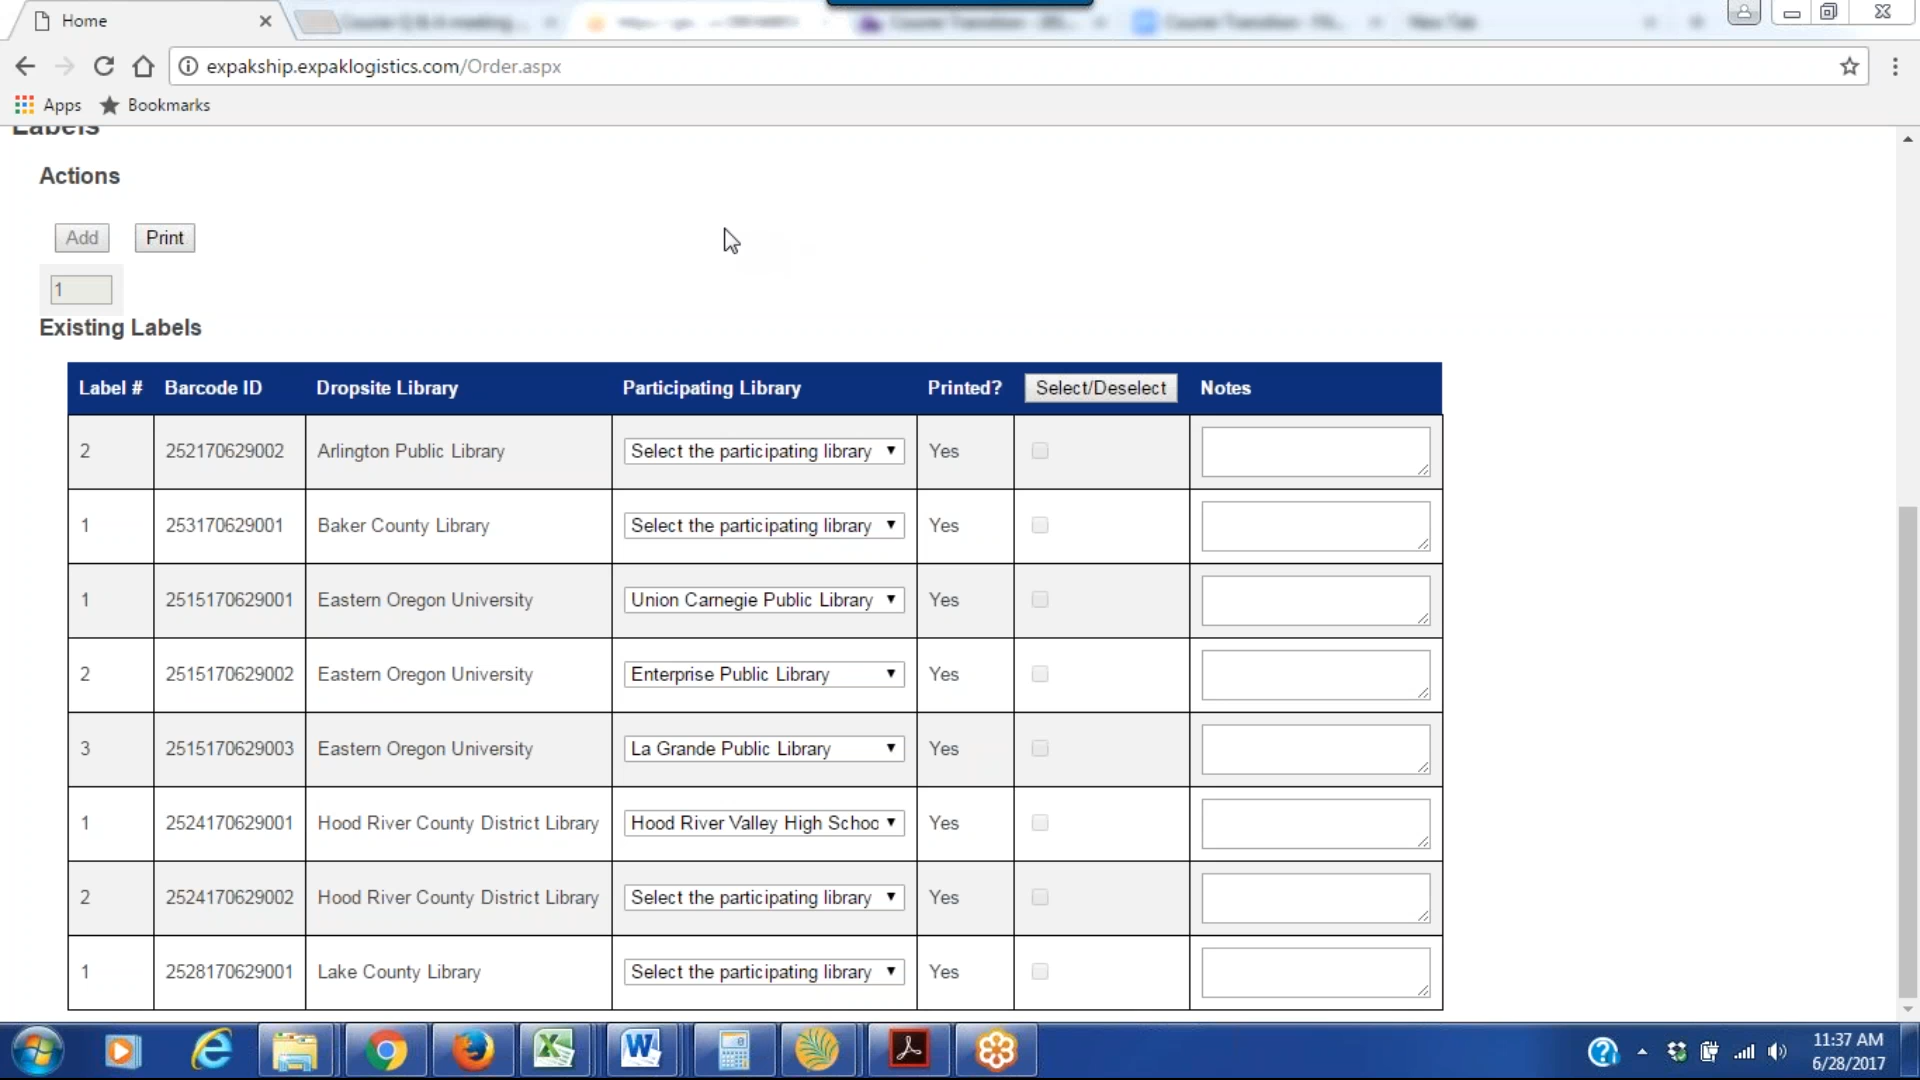 Home
New Tab
expakship.expaklogistics.com/Order.aspx
Apps Bookmarks
Labels
Actions
Add Print
1
Existing Labels
Label # Barcode ID Dropsite Library Participating Library Printed? Select/Deselect Notes
2 252170629002 Arlington Public Library Select the participating library Yes
1 253170629001 Baker County Library Select the participating library Yes
1 2515170629001 Eastern Oregon University Union Carnegie Public Library Yes
2 2515170629002 Eastern Oregon University Enterprise Public Library Yes
3 2515170629003 Eastern Oregon University La Grande Public Library Yes
1 2524170629001 Hood River County District Library Hood River Valley High Schoo Yes
2 2524170629002 Hood River County District Library Select the participating library Yes
1 2528170629001 Lake County Library Select the participating library Yes
11:37 AM
6/28/2017